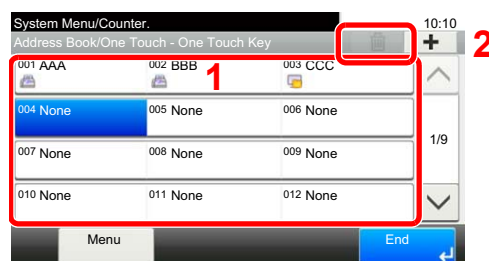 System Menu/Counter.
10:10
Address Book/One Touch - One Touch Key
+
2
001 AAA
002 BBB
003 CCC
1
004 None
005 None
006 None
1/9
007 None
008 None
009 None
010 None
011 None
012 None
Menu
End